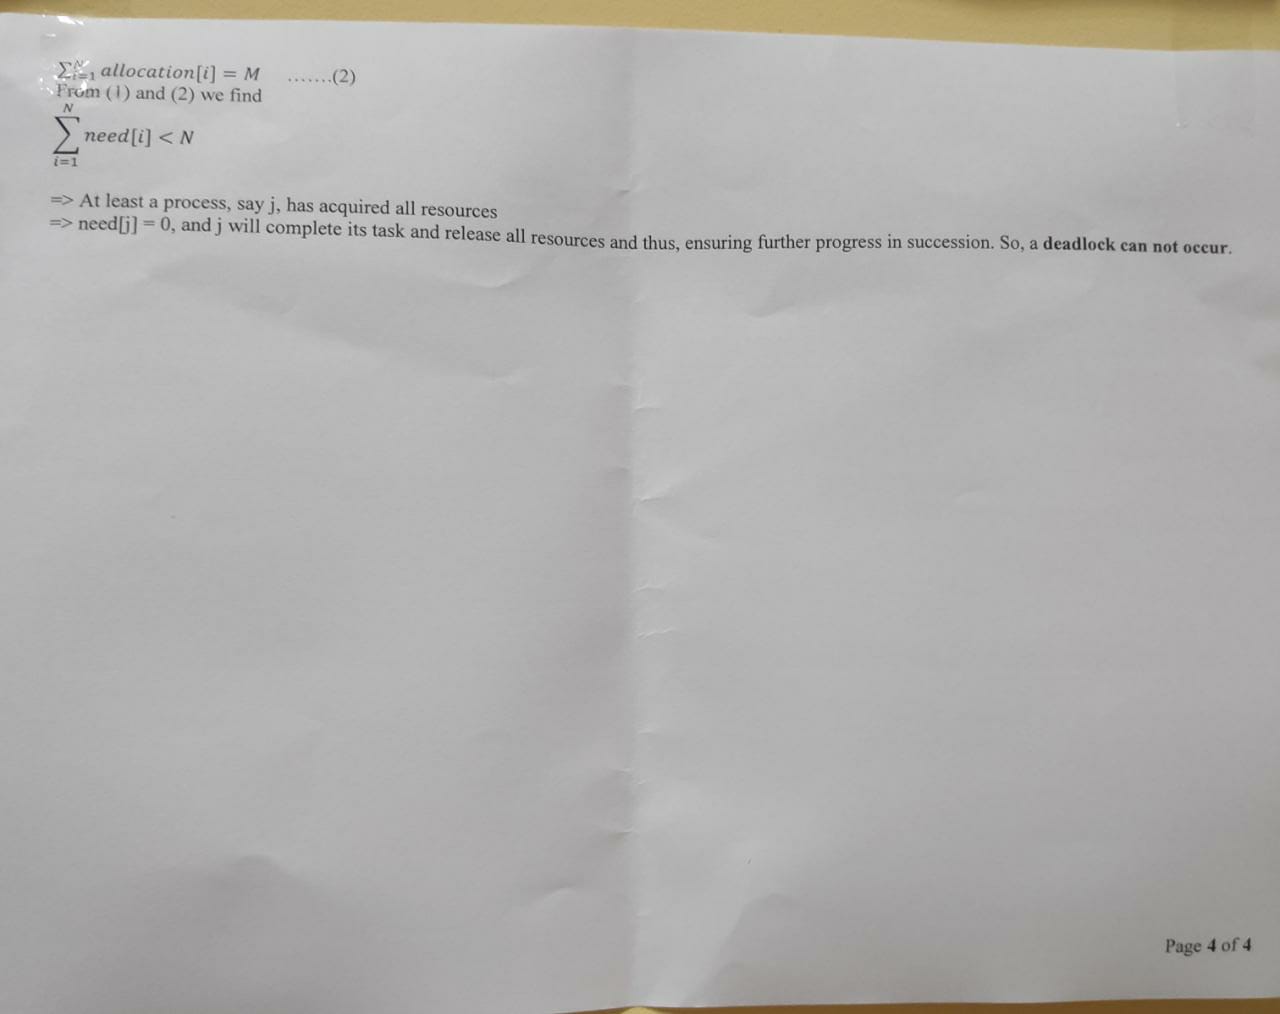 ∑ᴺᵢ₌₁ allocation[i] = M .......(2)
From (1) and (2) we find
N
∑ need[i] < N
i=1
=> At least a process, say j, has acquired all resources
=> need[j] = 0, and j will complete its task and release all resources and thus, ensuring further progress in succession. So, a deadlock can not occur.
Page 4 of 4